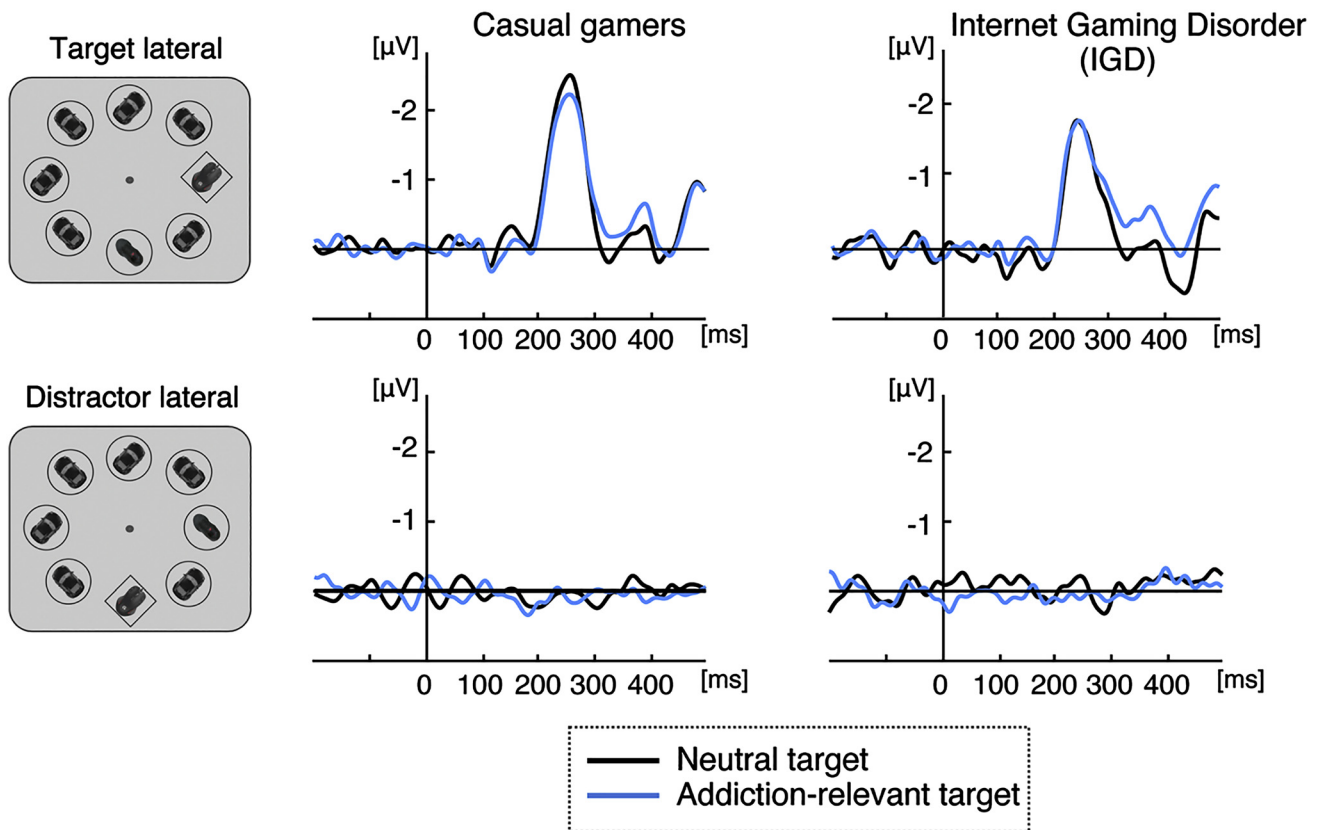 Casual gamers
Internet Gaming Disorder
(IGD)
Target lateral
[µV]
-2
-1
0 100 200 300 400 [ms]
[µV]
-2
-1
0 100 200 300 400 [ms]
Distractor lateral
[µV]
-2
-1
0 100 200 300 400 [ms]
[µV]
-2
-1
0 100 200 300 400 [ms]
Neutral target
Addiction-relevant target